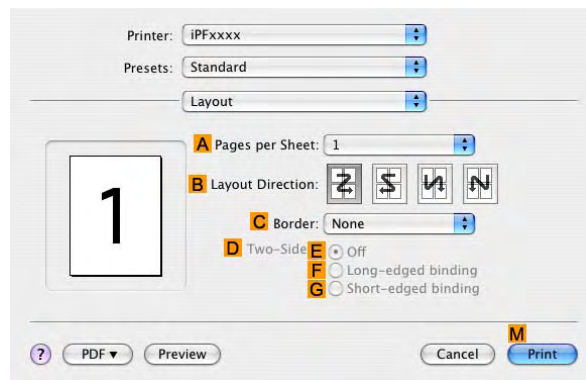 Printer: iPFxxxx
Presets: Standard
Layout
A Pages per Sheet: 1
B Layout Direction:
1
C Border: None
D Two-Side E Off
F Long-edged binding
G Short-edged binding
M
? PDF▼ Preview Cancel Print